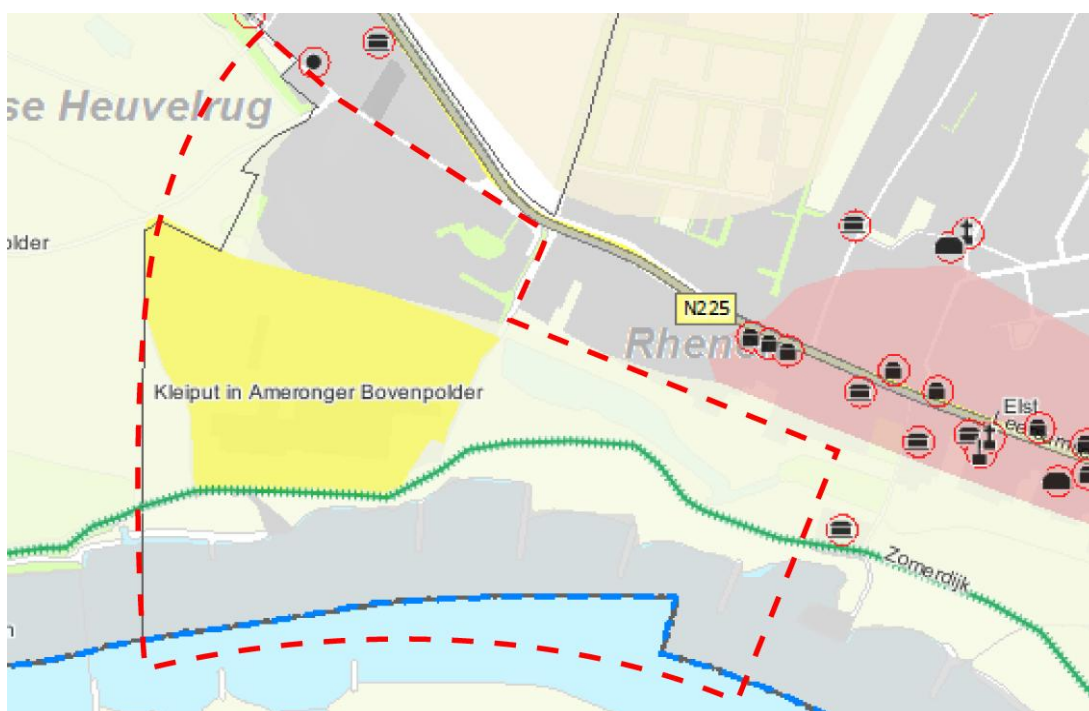 se Heuvelrug
older
N225
Rhene
Kleiput in Ameronger Bovenpolder
Elst
Zomerdijk
n